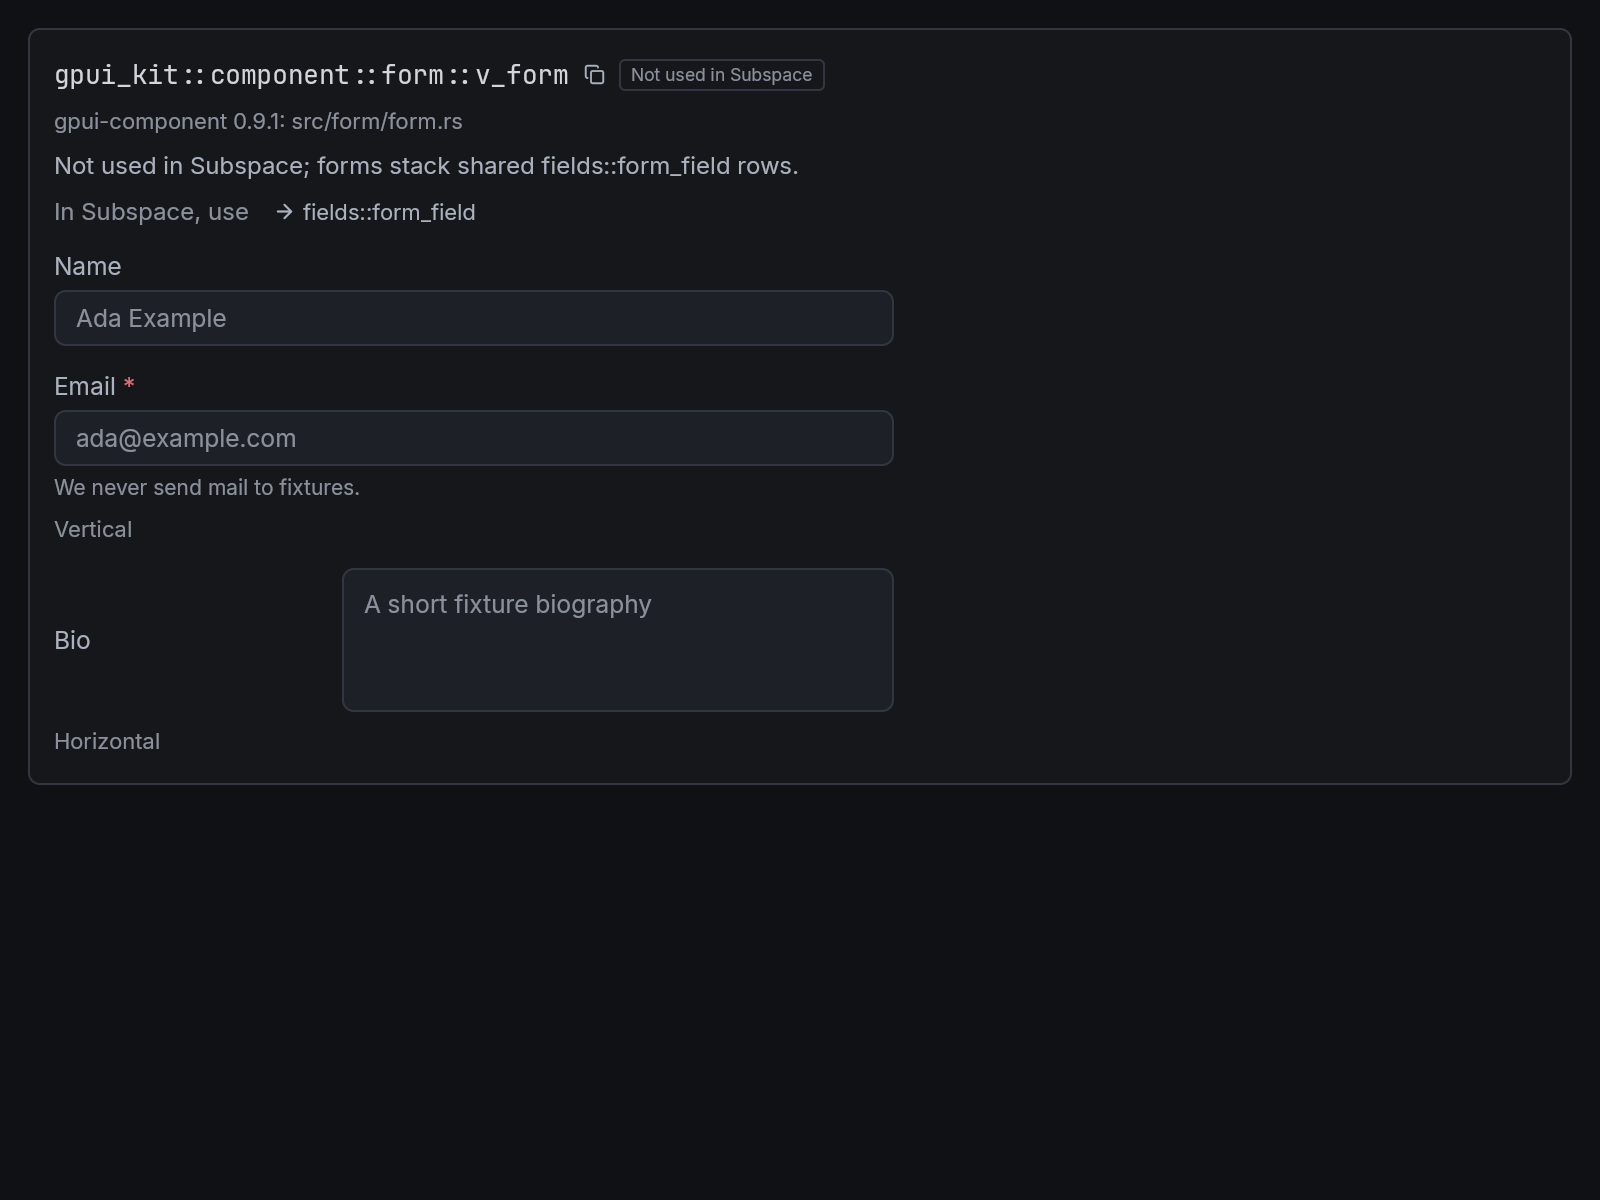 gpui_kit::component::form::v_form Not used in Subspace
gpui-component 0.9.1: src/form/form.rs
Not used in Subspace; forms stack shared fields::form_field rows.
In Subspace, use → fields::form_field
Name
Ada Example
Email *
ada@example.com
We never send mail to fixtures.
Vertical
A short fixture biography
Bio
Horizontal